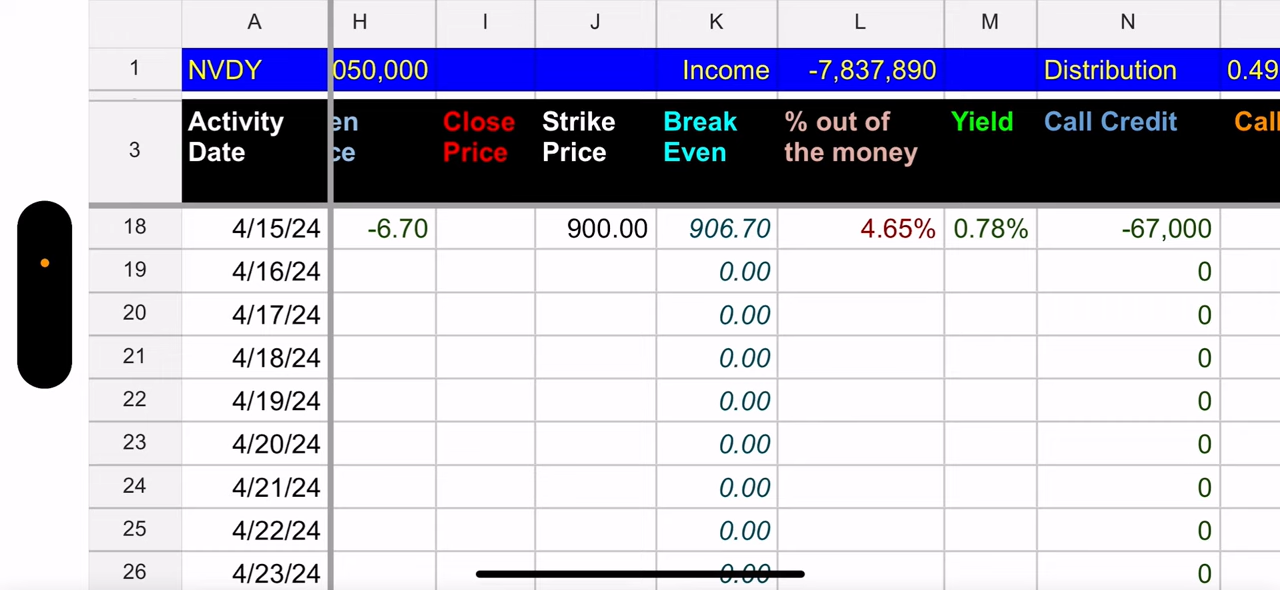 A H I J K L M N
1 NVDY 050,000 Income -7,837,890 Distribution 0.49
3 Activity Date en ce Close Price Strike Price Break Even % out of the money Yield Call Credit Call
18 4/15/24 -6.70 900.00 906.70 4.65% 0.78% -67,000
19 4/16/24 0.00 0
20 4/17/24 0.00 0
21 4/18/24 0.00 0
22 4/19/24 0.00 0
23 4/20/24 0.00 0
24 4/21/24 0.00 0
25 4/22/24 0.00 0
26 4/23/24 0.00 0